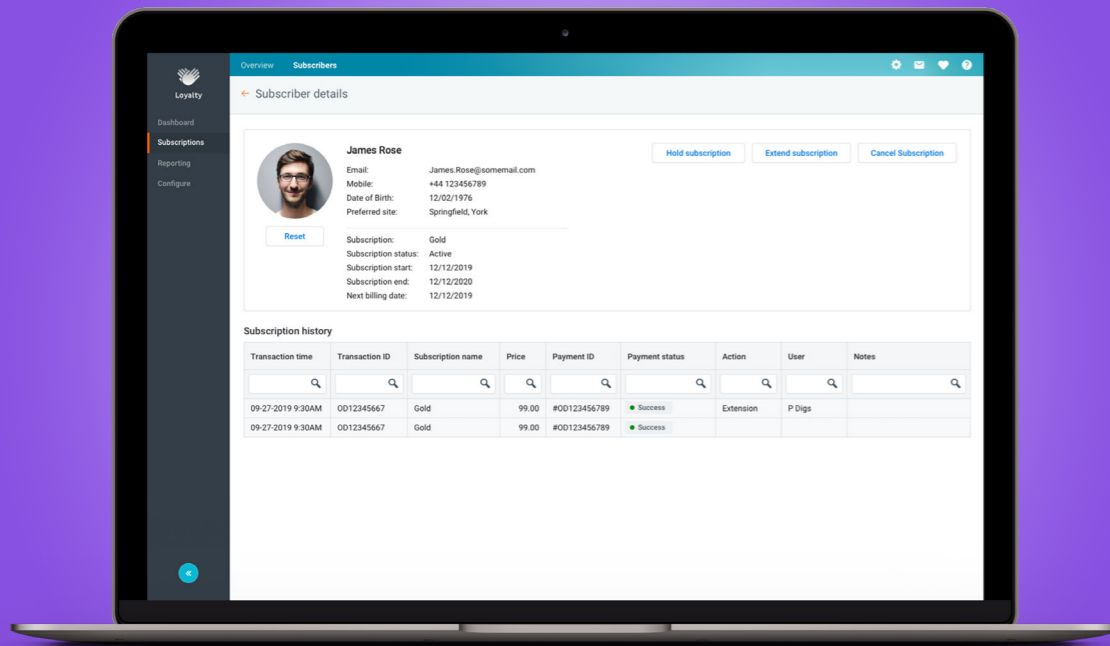 Overview Subscribers
Loyalty
← Subscriber details
Dashboard
Subscriptions
Reporting
Configure
James Rose
Email: James.Rose@somemail.com
Mobile: +44 123456789
Date of Birth: 12/02/1976
Preferred site: Springfield, York
Hold subscription Extend subscription Cancel Subscription
Reset
Subscription: Gold
Subscription status: Active
Subscription start: 12/12/2019
Subscription end: 12/12/2020
Next billing date: 12/12/2019
Subscription history
Transaction time Transaction ID Subscription name Price Payment ID Payment status Action User Notes
09-27-2019 9:30AM OD12345667 Gold 99.00 #OD123456789 Success Extension P Digs
09-27-2019 9:30AM OD12345667 Gold 99.00 #OD123456789 Success